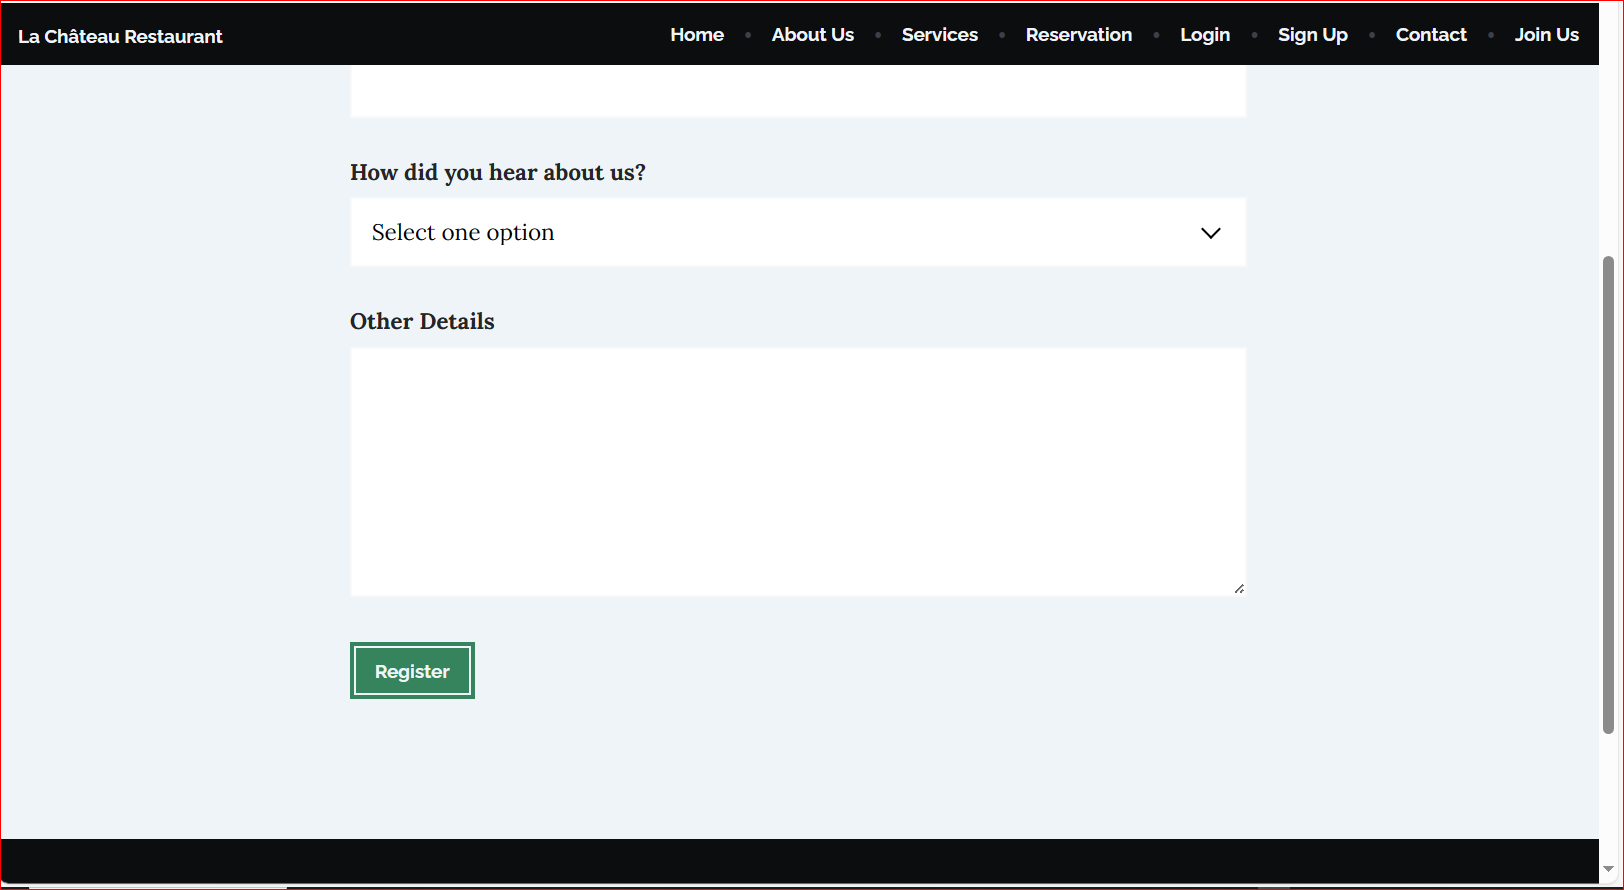 La Château Restaurant
Home • About Us • Services • Reservation • Login • Sign Up • Contact • Join Us
How did you hear about us?
Select one option
Other Details
Register